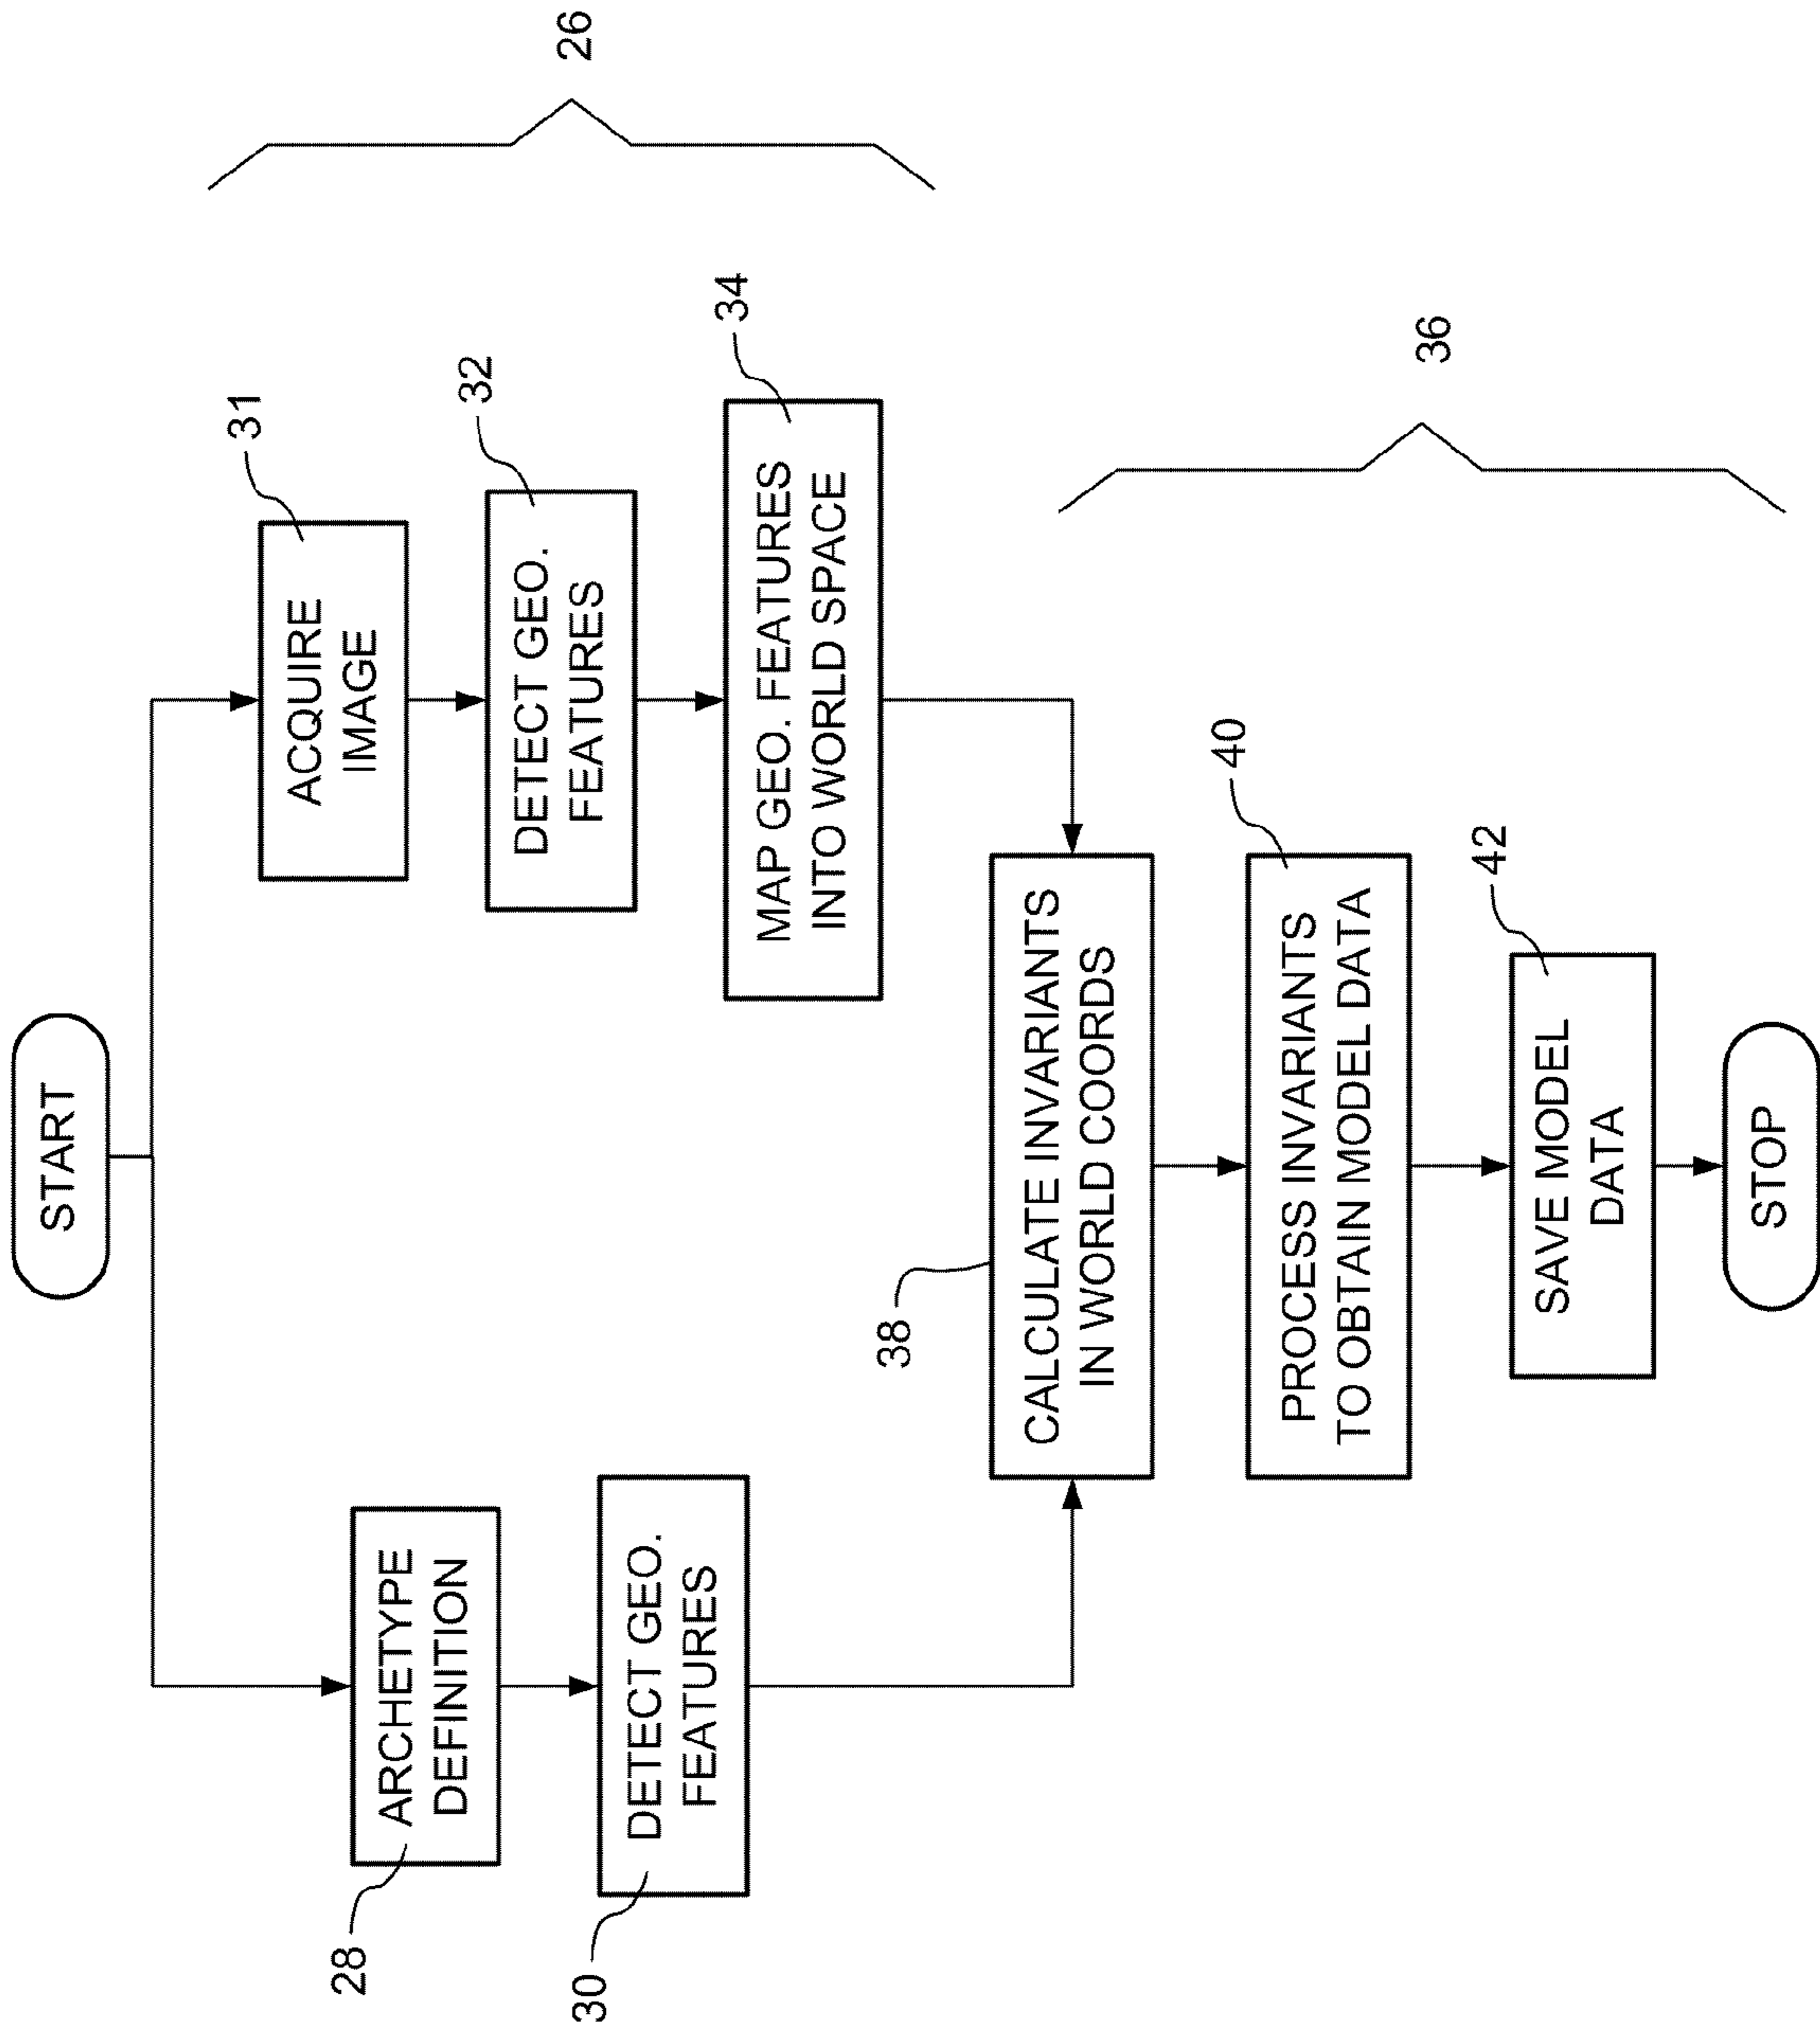 START
28
ARCHETYPE
DEFINITION
30
DETECT GEO.
FEATURES
31
ACQUIRE
IMAGE
32
DETECT GEO.
FEATURES
34
MAP GEO. FEATURES
INTO WORLD SPACE
26
38
CALCULATE INVARIANTS
IN WORLD COORDS
40
PROCESS INVARIANTS
TO OBTAIN MODEL DATA
42
SAVE MODEL
DATA
36
STOP